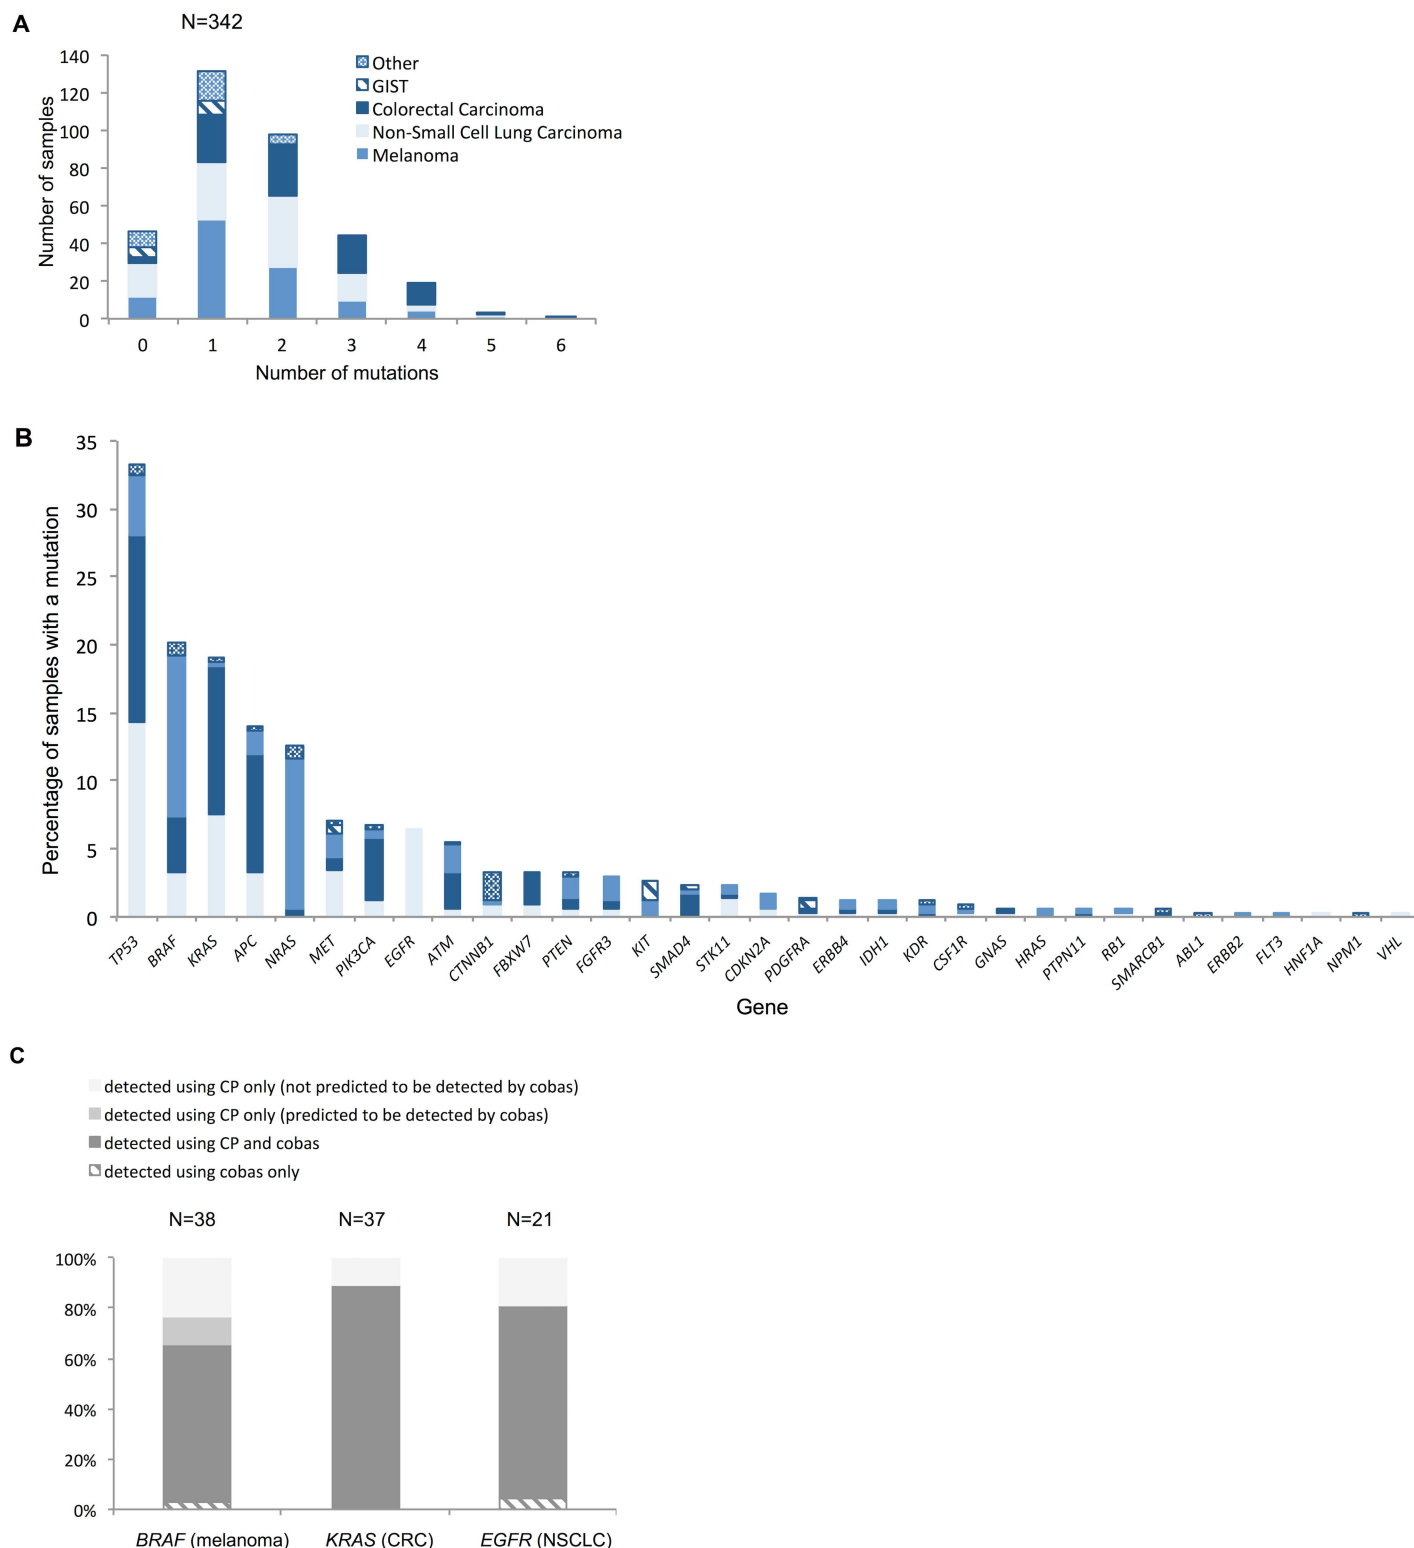 A
N=342
140
120
100
80
60
40
20
0
Number of samples
Other
GIST
Colorectal Carcinoma
Non-Small Cell Lung Carcinoma
Melanoma
0 1 2 3 4 5 6
Number of mutations
B
35
30
25
20
15
10
5
0
Percentage of samples with a mutation
TP53 BRAF KRAS APC NRAS MET PIK3CA EGFR ATM CTNNB1 FBXW7 PTEN FGFR3 KIT SMAD4 STK11 CDKN2A PDGFRA ERBB4 IDH1 KDR CSF1R GNAS HRAS PTPN11 RB1 SMARCB1 ABL1 ERBB2 FLT3 HNF1A NPM1 VHL
Gene
C
detected using CP only (not predicted to be detected by cobas)
detected using CP only (predicted to be detected by cobas)
detected using CP and cobas
detected using cobas only
N=38 N=37 N=21
100%
80%
60%
40%
20%
0%
BRAF (melanoma) KRAS (CRC) EGFR (NSCLC)